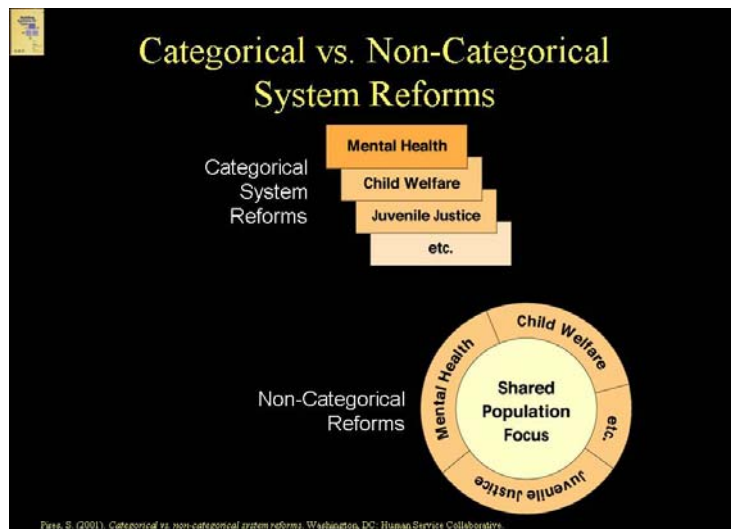 Categorical vs. Non-Categorical
System Reforms
Categorical
System
Reforms
Mental Health
Child Welfare
Juvenile Justice
etc.
Non-Categorical
Reforms
Mental Health
Child Welfare
etc.
Juvenile Justice
Shared
Population
Focus
Pires, S. (2001). Categorical vs. non-categorical system reforms. Washington, DC: Human Service Collaborative.